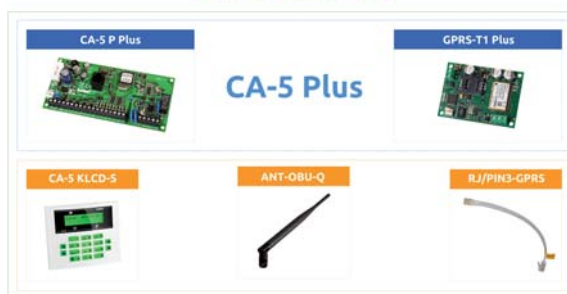 CA-5 P Plus
CA-5 Plus
GPRS-T1 Plus
CA-5 KLCD-S
ANT-OBU-Q
RJ/PIN3-GPRS